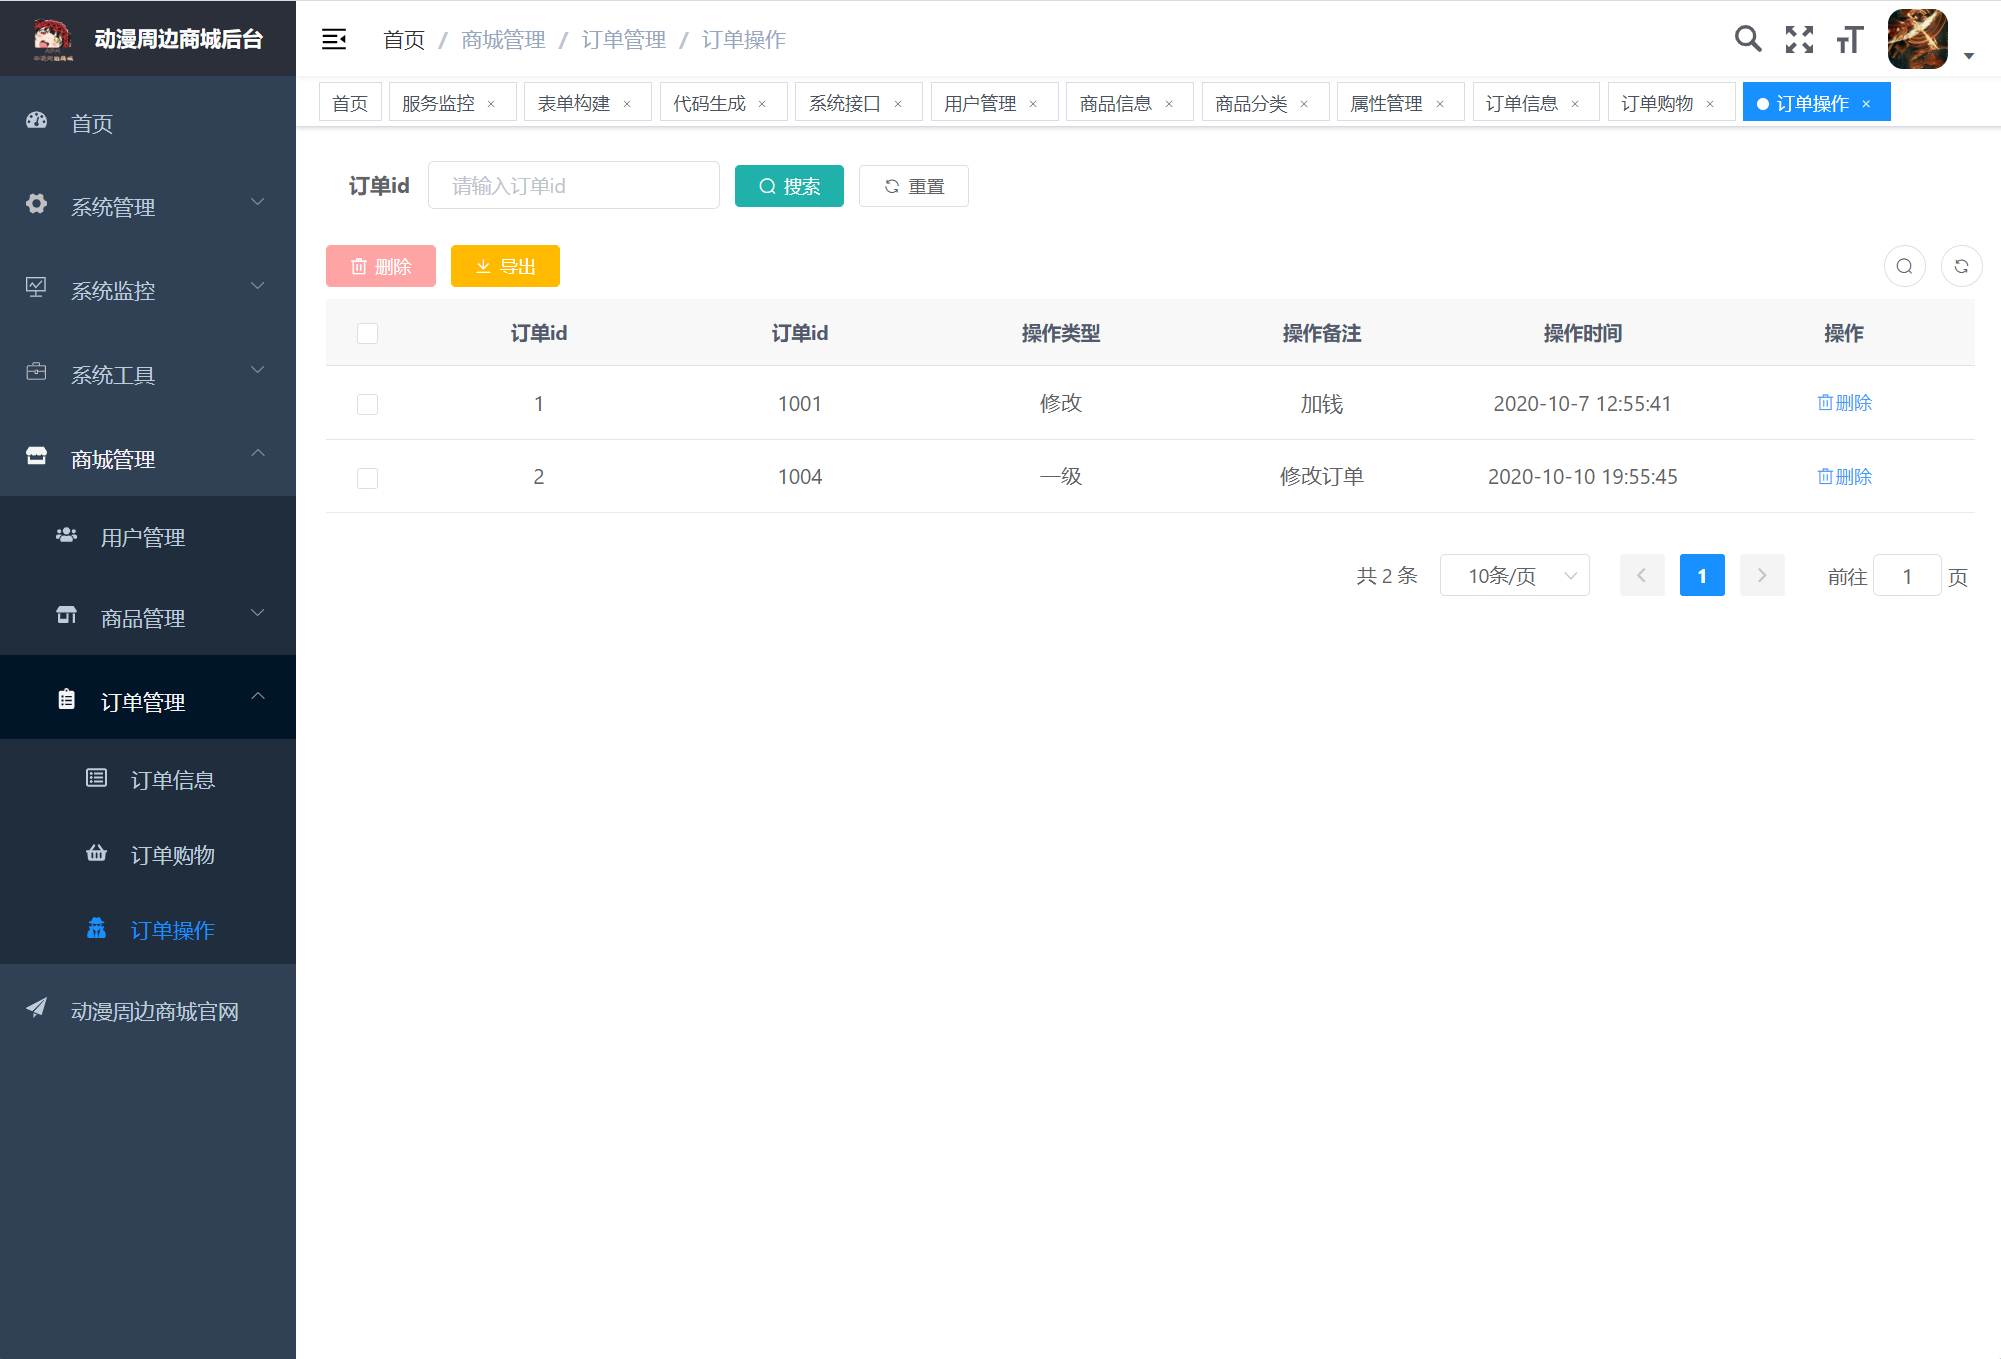 动漫周边商城后台
首页 / 商城管理 / 订单管理 / 订单操作
首页
服务监控 ×
表单构建 ×
代码生成 ×
系统接口 ×
用户管理 ×
商品信息 ×
商品分类 ×
属性管理 ×
订单信息 ×
订单购物 ×
订单操作 ×
首页
系统管理
系统监控
系统工具
商城管理
用户管理
商品管理
订单管理
订单信息
订单购物
订单操作
动漫周边商城官网
订单id 请输入订单id 搜索 重置
删除 导出
订单id 订单id 操作类型 操作备注 操作时间 操作
1 1001 修改 加钱 2020-10-7 12:55:41 删除
2 1004 一级 修改订单 2020-10-10 19:55:45 删除
共 2 条 10条/页 1 前往 1 页